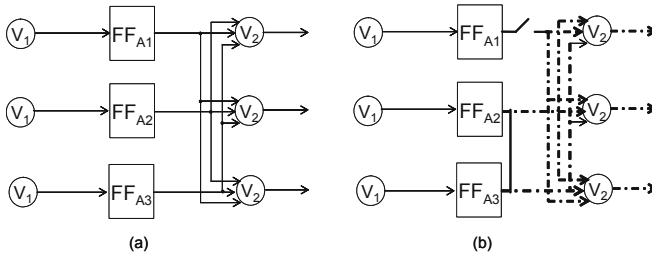 V1 FFA1 V2 V1 FFA1 V2
V1 FFA2 V2 V1 FFA2 V2
V1 FFA3 V2 V1 FFA3 V2
(a) (b)